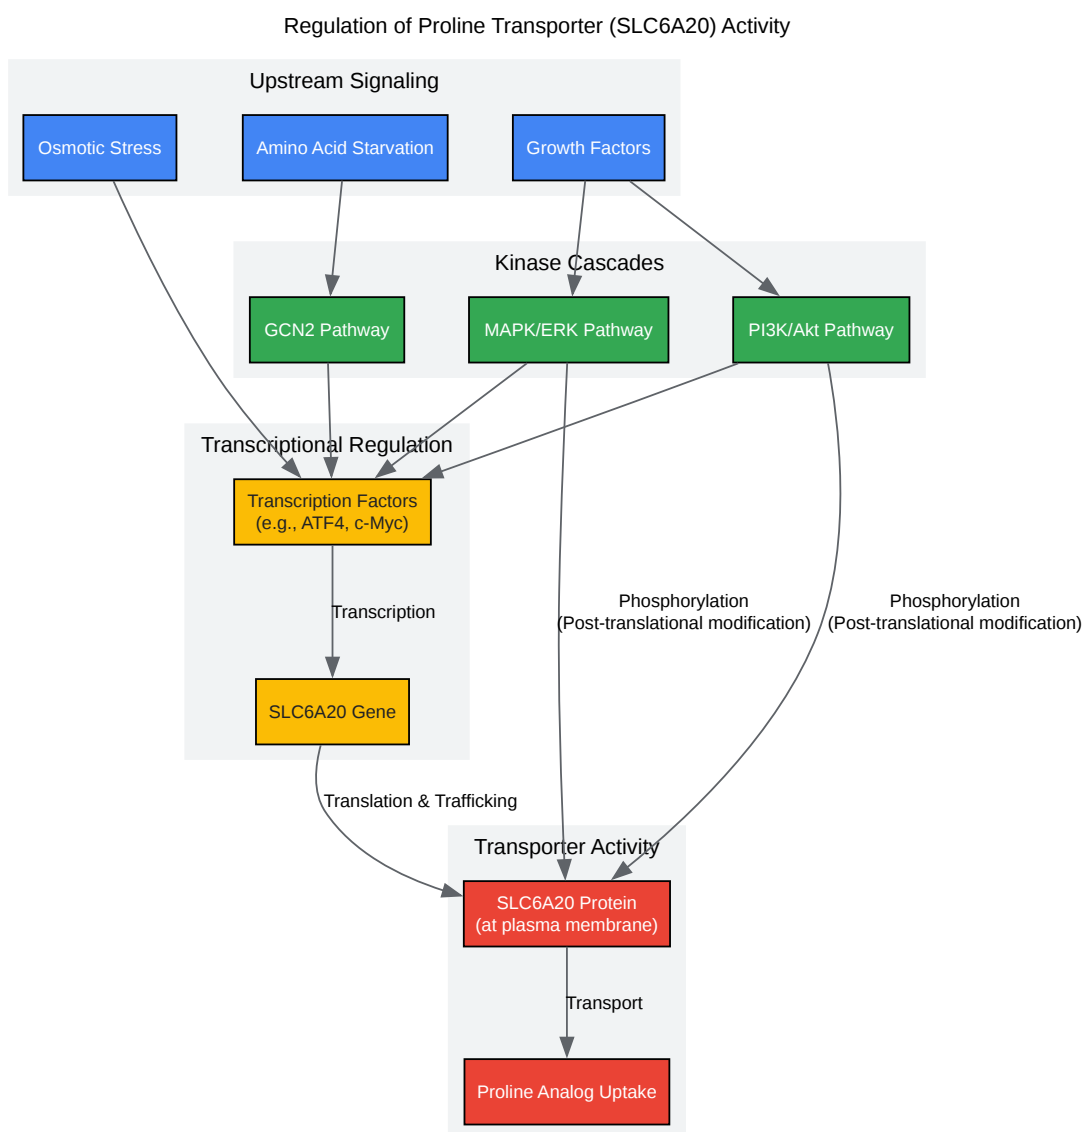 Regulation of Proline Transporter (SLC6A20) Activity
Upstream Signaling
Osmotic Stress
Amino Acid Starvation
Growth Factors
Kinase Cascades
GCN2 Pathway
MAPK/ERK Pathway
PI3K/Akt Pathway
Transcriptional Regulation
Transcription Factors
(e.g., ATF4, c-Myc)
Transcription
Phosphorylation
(Post-translational modification)
Phosphorylation
(Post-translational modification)
SLC6A20 Gene
Translation & Trafficking
Transporter Activity
SLC6A20 Protein
(at plasma membrane)
Transport
Proline Analog Uptake